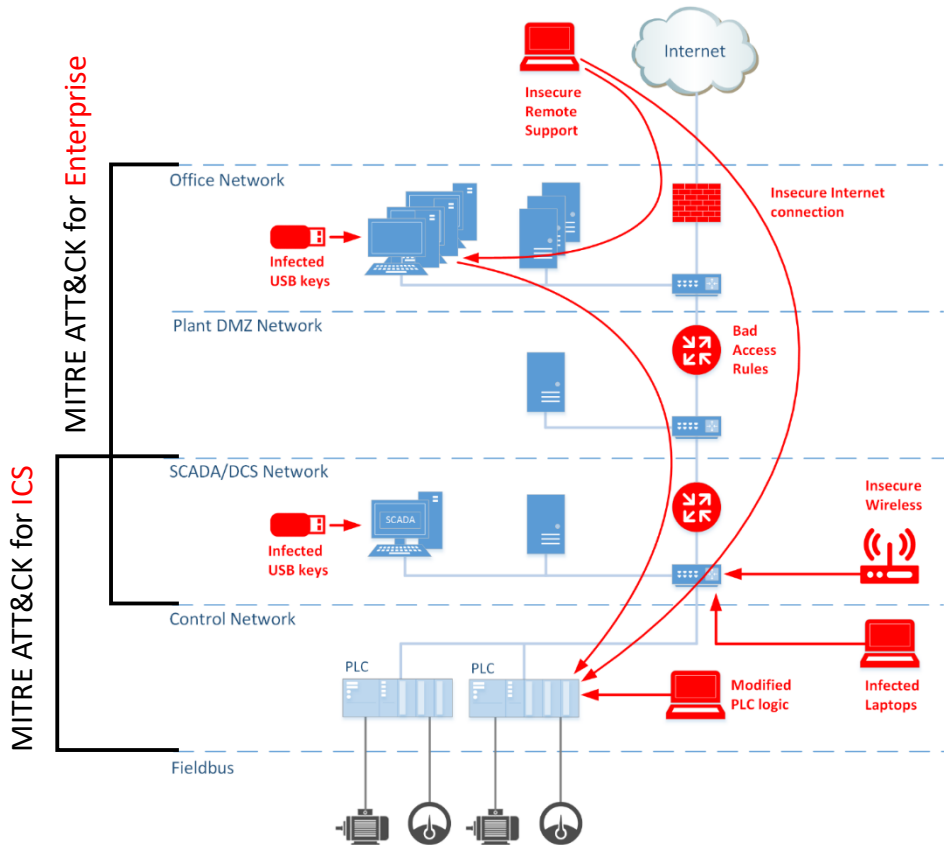 Internet
Insecure
Remote
Support
MITRE ATT&CK for Enterprise
Office Network
Insecure Internet
connection
Infected
USB keys
Plant DMZ Network
Bad
Access
Rules
MITRE ATT&CK for ICS
SCADA/DCS Network
Insecure
Wireless
SCADA
Infected
USB keys
Control Network
PLC
PLC
Modified
PLC logic
Infected
Laptops
Fieldbus